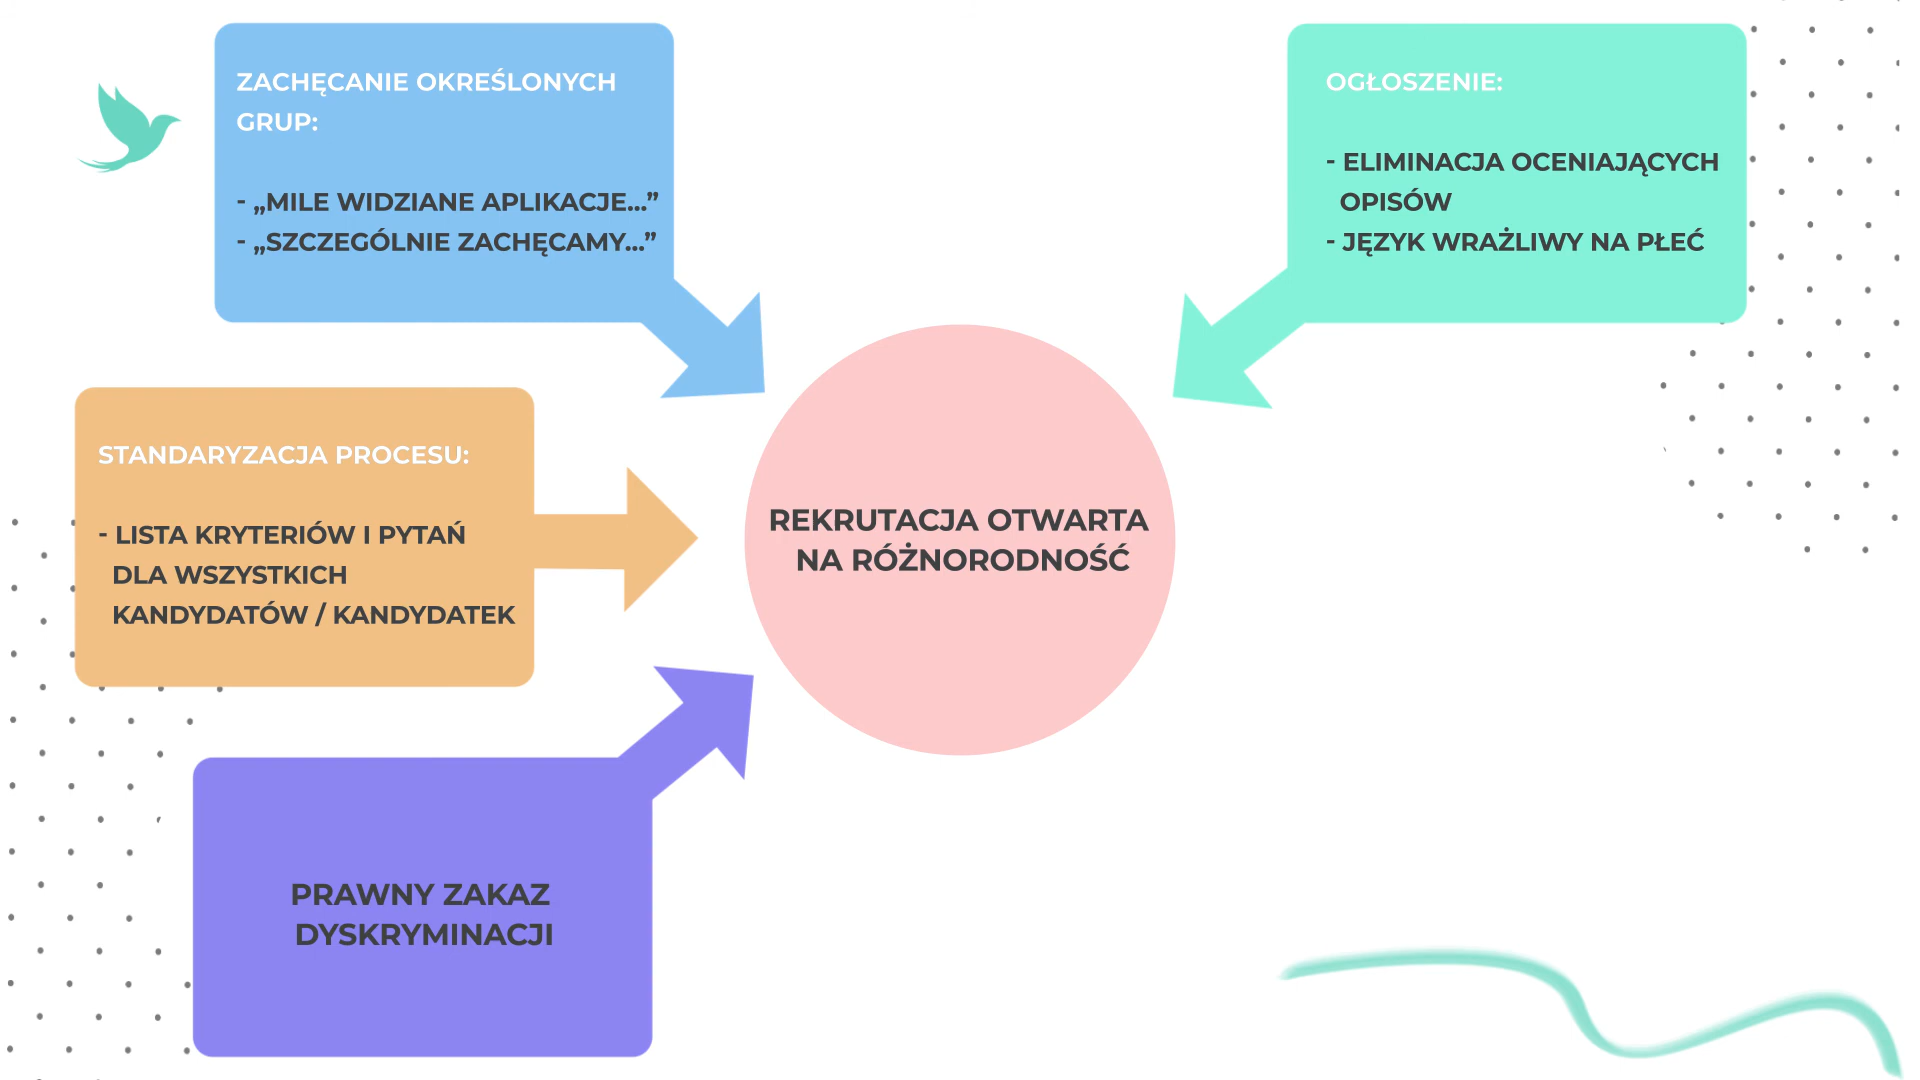 ZACHĘCANIE OKREŚLONYCH
GRUP:
- „MILE WIDZIANE APLIKACJE...”
- „SZCZEGÓLNIE ZACHĘCAMY...”
OGŁOSZENIE:
- ELIMINACJA OCENIAJĄCYCH
OPISÓW
- JĘZYK WRAŻLIWY NA PŁEĆ
STANDARYZACJA PROCESU:
- LISTA KRYTERIÓW I PYTAŃ
DLA WSZYSTKICH
KANDYDATÓW / KANDYDATEK
REKRUTACJA OTWARTA
NA RÓŻNORODNOŚĆ
PRAWNY ZAKAZ
DYSKRYMINACJI